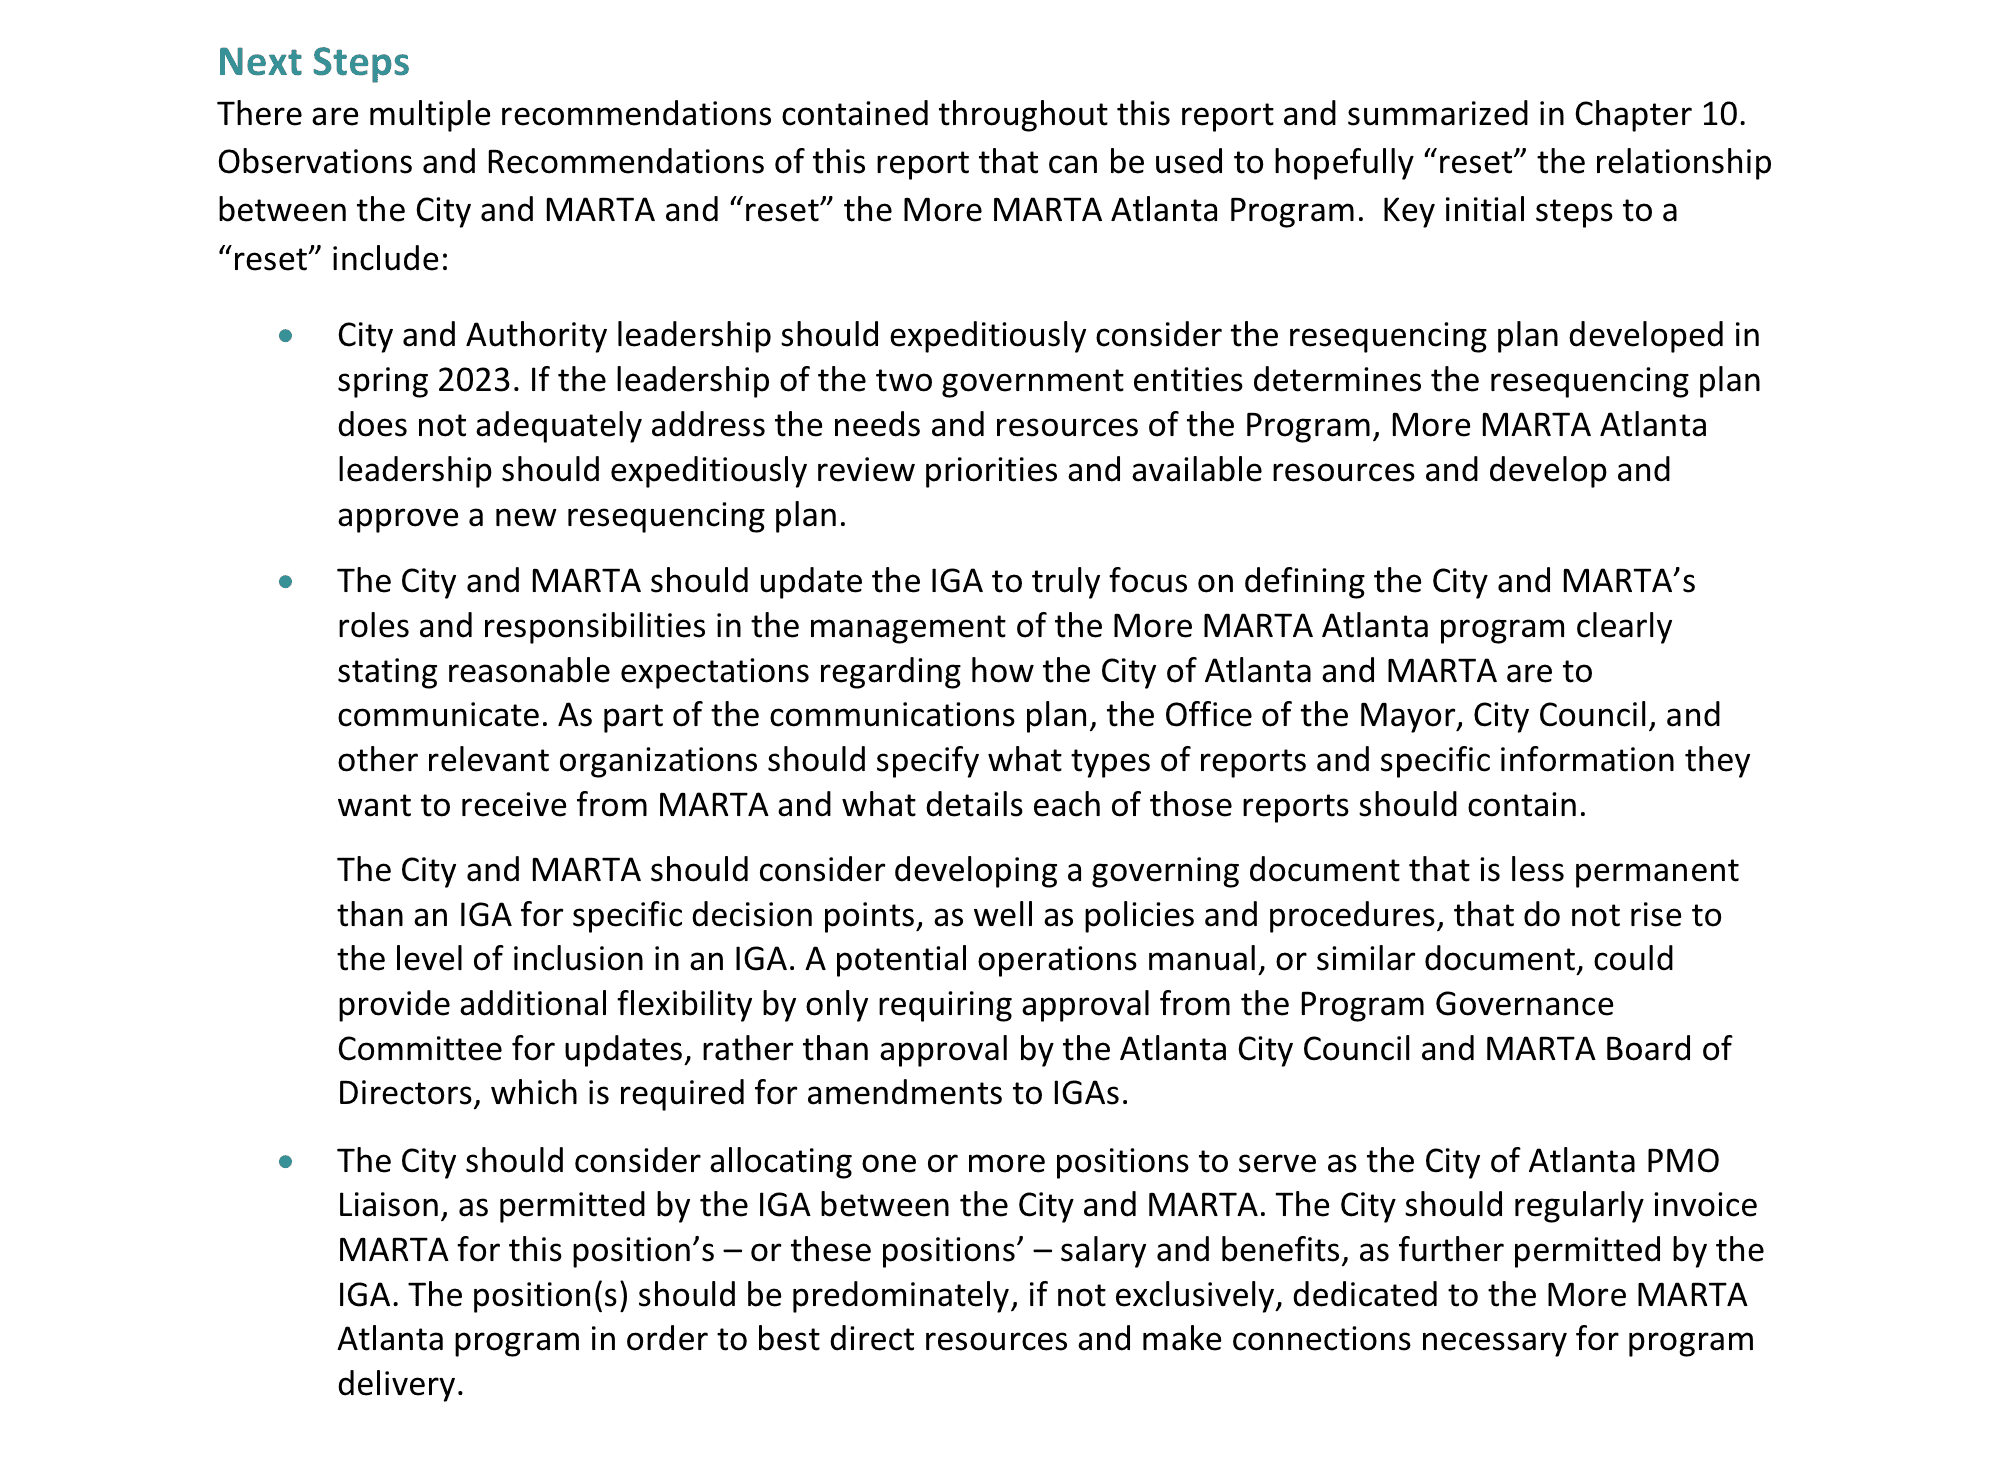 Next Steps
There are multiple recommendations contained throughout this report and summarized in Chapter 10.
Observations and Recommendations of this report that can be used to hopefully “reset” the relationship
between the City and MARTA and “reset” the More MARTA Atlanta Program.  Key initial steps to a
“reset” include:
• City and Authority leadership should expeditiously consider the resequencing plan developed in
spring 2023. If the leadership of the two government entities determines the resequencing plan
does not adequately address the needs and resources of the Program, More MARTA Atlanta
leadership should expeditiously review priorities and available resources and develop and
approve a new resequencing plan.
• The City and MARTA should update the IGA to truly focus on defining the City and MARTA’s
roles and responsibilities in the management of the More MARTA Atlanta program clearly
stating reasonable expectations regarding how the City of Atlanta and MARTA are to
communicate. As part of the communications plan, the Office of the Mayor, City Council, and
other relevant organizations should specify what types of reports and specific information they
want to receive from MARTA and what details each of those reports should contain.
The City and MARTA should consider developing a governing document that is less permanent
than an IGA for specific decision points, as well as policies and procedures, that do not rise to
the level of inclusion in an IGA. A potential operations manual, or similar document, could
provide additional flexibility by only requiring approval from the Program Governance
Committee for updates, rather than approval by the Atlanta City Council and MARTA Board of
Directors, which is required for amendments to IGAs.
• The City should consider allocating one or more positions to serve as the City of Atlanta PMO
Liaison, as permitted by the IGA between the City and MARTA. The City should regularly invoice
MARTA for this position’s – or these positions’ – salary and benefits, as further permitted by the
IGA. The position(s) should be predominately, if not exclusively, dedicated to the More MARTA
Atlanta program in order to best direct resources and make connections necessary for program
delivery.